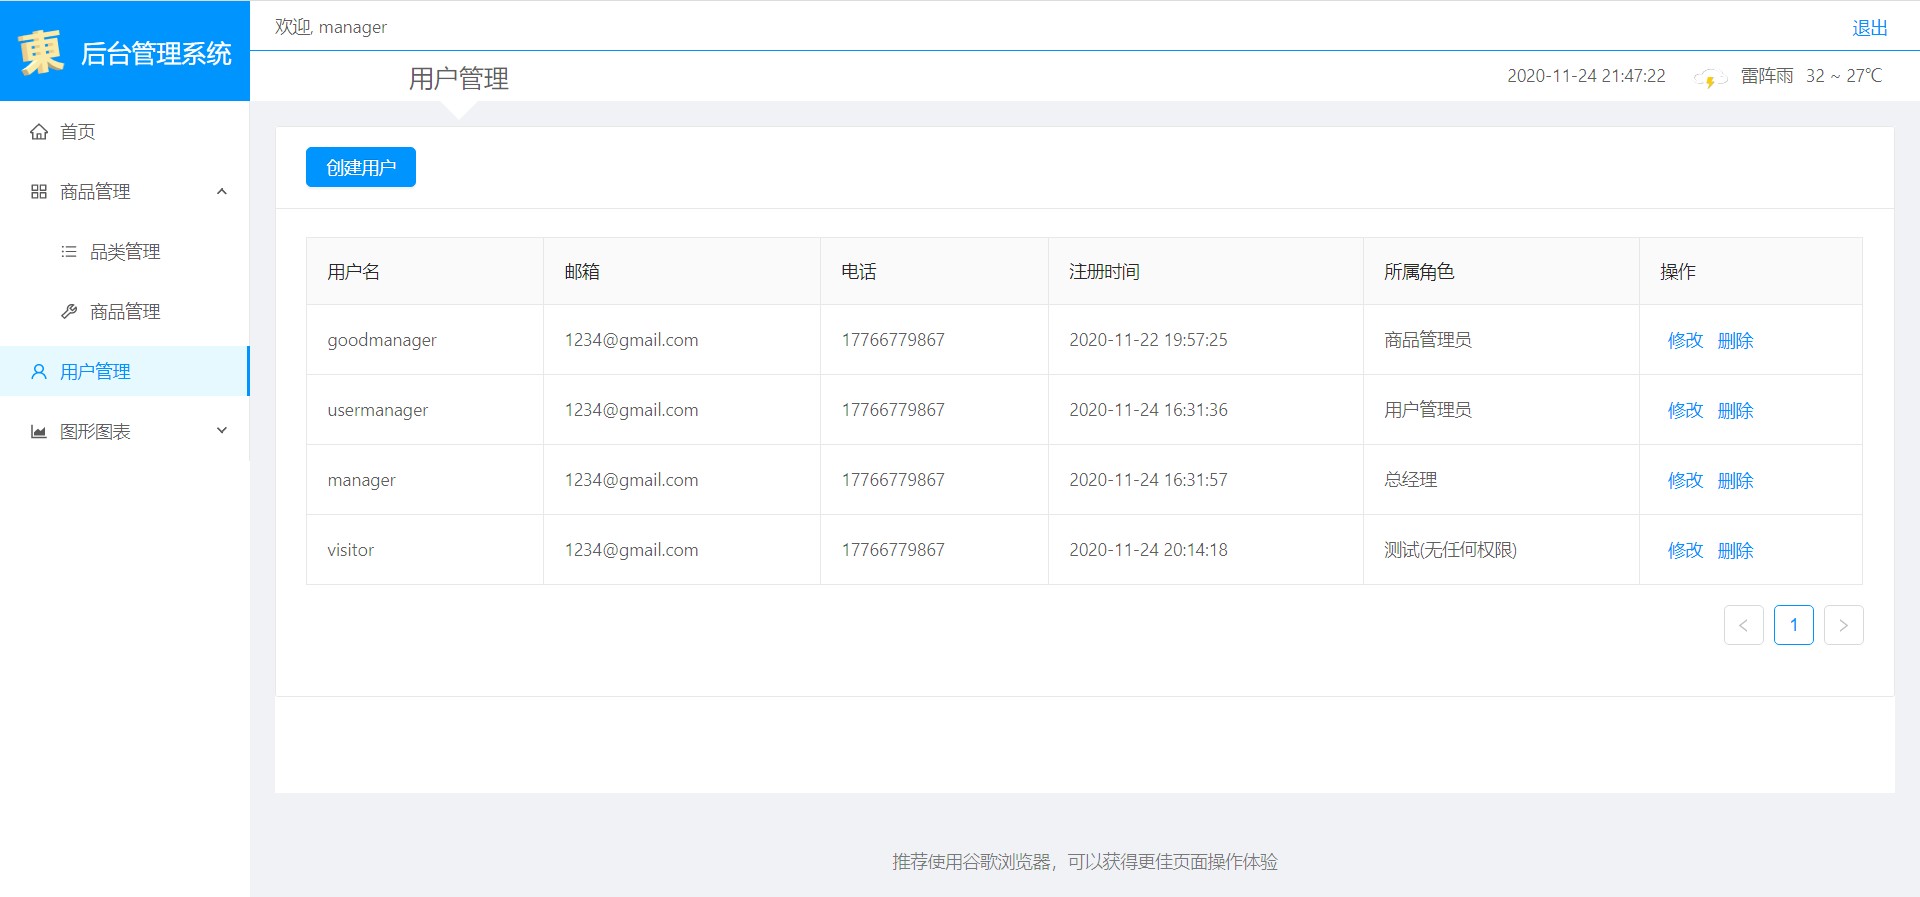 東 后台管理系统
欢迎, manager
退出
用户管理
2020-11-24 21:47:22 雷阵雨 32 ~ 27℃
首页
商品管理
品类管理
商品管理
用户管理
图形图表
创建用户
用户名 邮箱 电话 注册时间 所属角色 操作
goodmanager 1234@gmail.com 17766779867 2020-11-22 19:57:25 商品管理员 修改 删除
usermanager 1234@gmail.com 17766779867 2020-11-24 16:31:36 用户管理员 修改 删除
manager 1234@gmail.com 17766779867 2020-11-24 16:31:57 总经理 修改 删除
visitor 1234@gmail.com 17766779867 2020-11-24 20:14:18 测试(无任何权限) 修改 删除
< 1 >
推荐使用谷歌浏览器，可以获得更佳页面操作体验